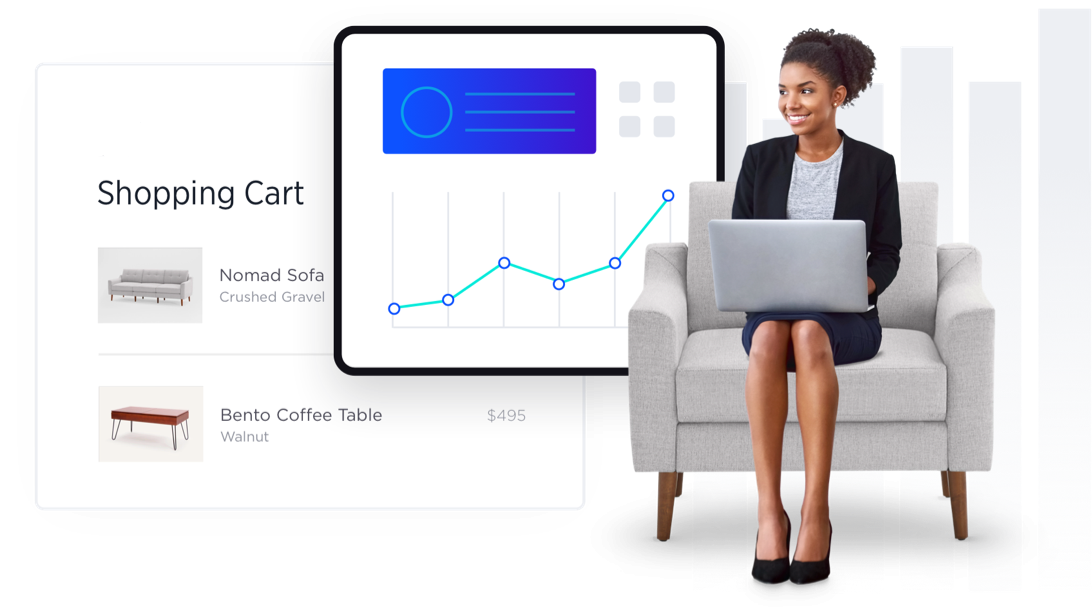 Shopping Cart
Nomad Sofa
Crushed Gravel
Bento Coffee Table
$495
Walnut